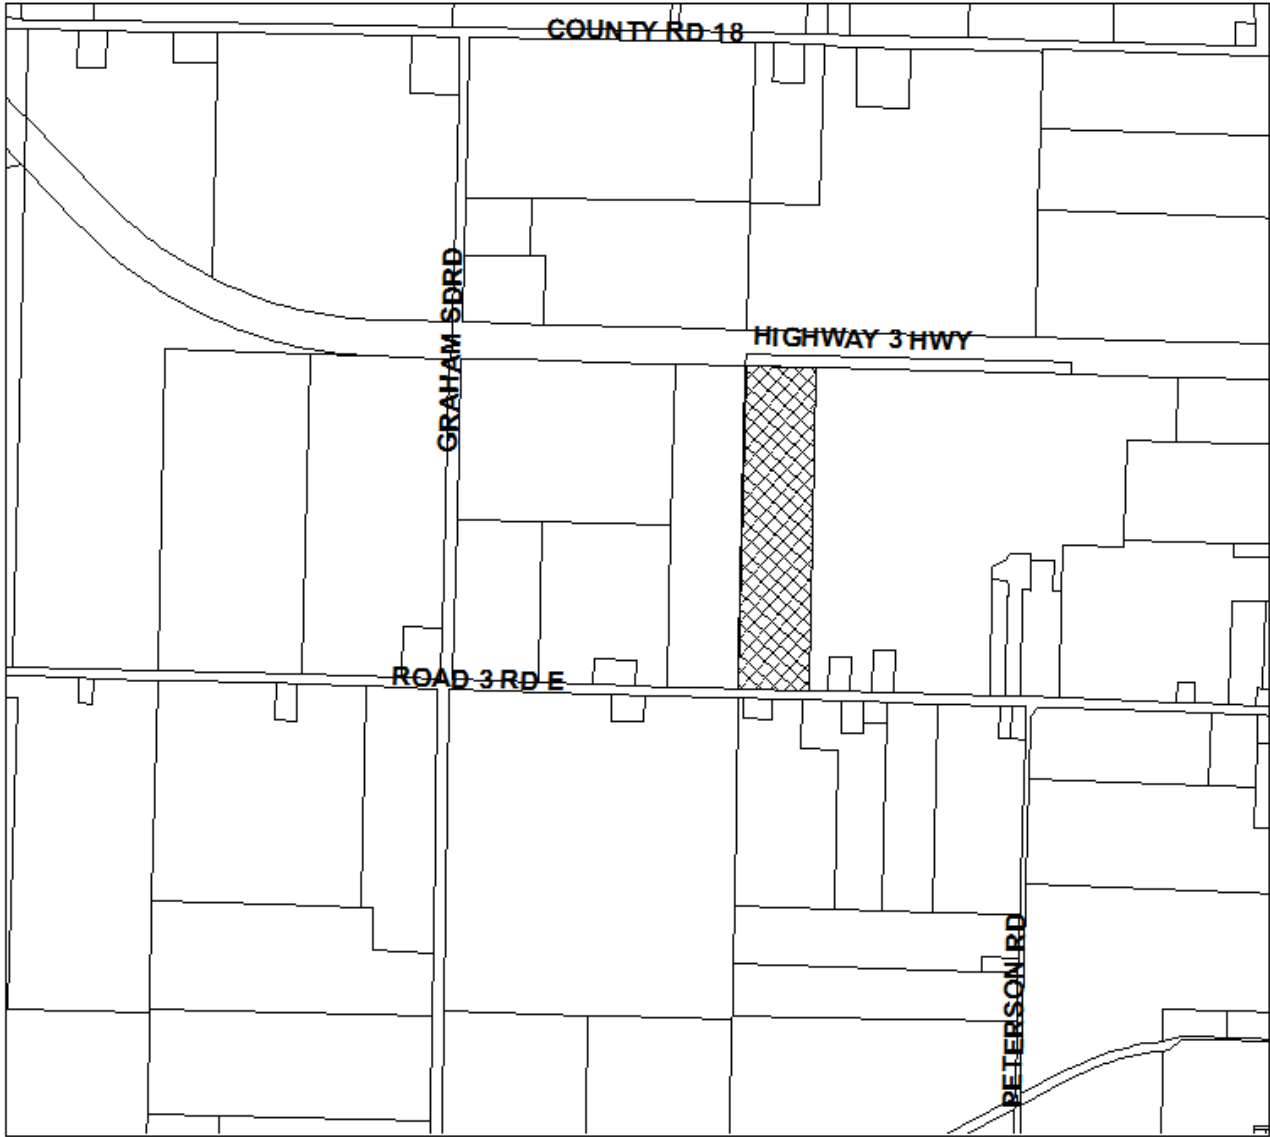 COUNTY RD 18
GRAHAM SDRD
HIGHWAY 3 HWY
ROAD 3 RD E
PETERSON RD